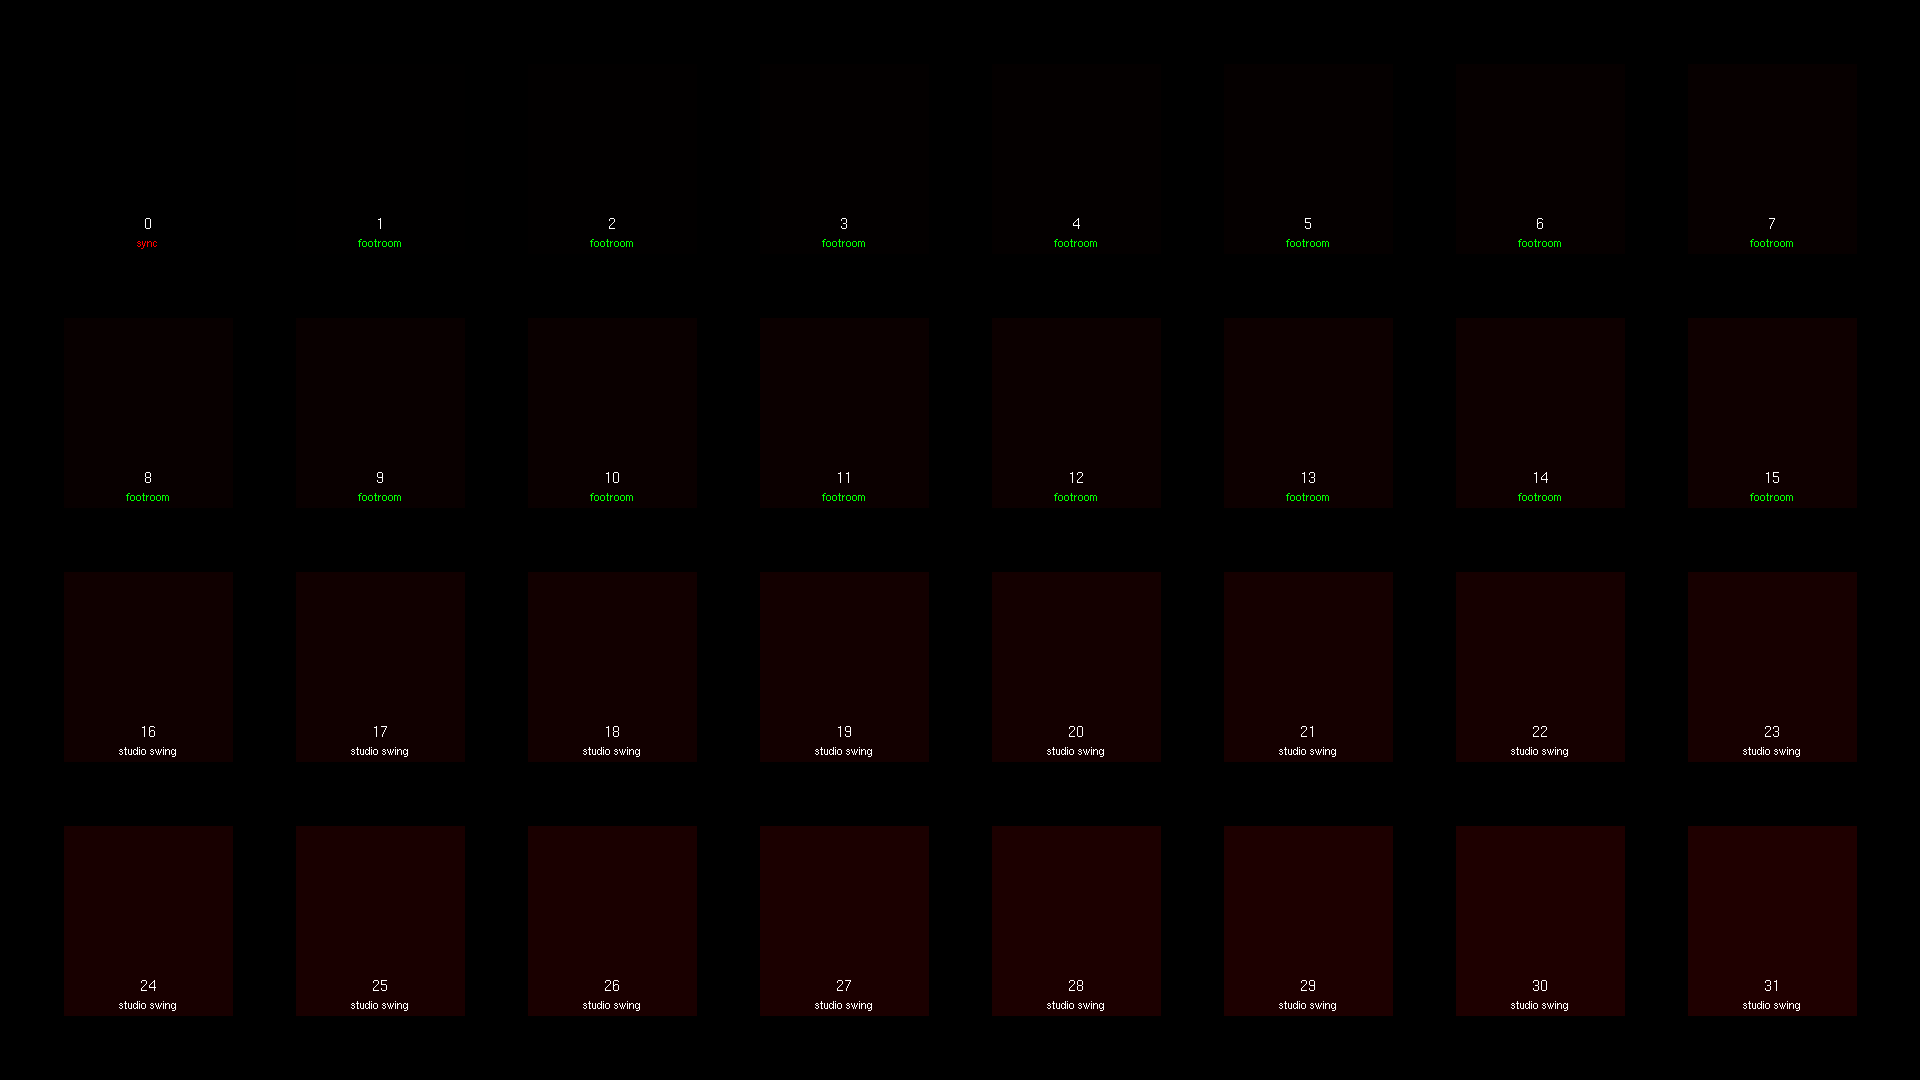 0 1 2 3 4 5 6 7
sync footroom footroom footroom footroom footroom footroom footroom
8 9 10 11 12 13 14 15
footroom footroom footroom footroom footroom footroom footroom footroom
16 17 18 19 20 21 22 23
studio swing studio swing studio swing studio swing studio swing studio swing studio swing studio swing
24 25 26 27 28 29 30 31
studio swing studio swing studio swing studio swing studio swing studio swing studio swing studio swing